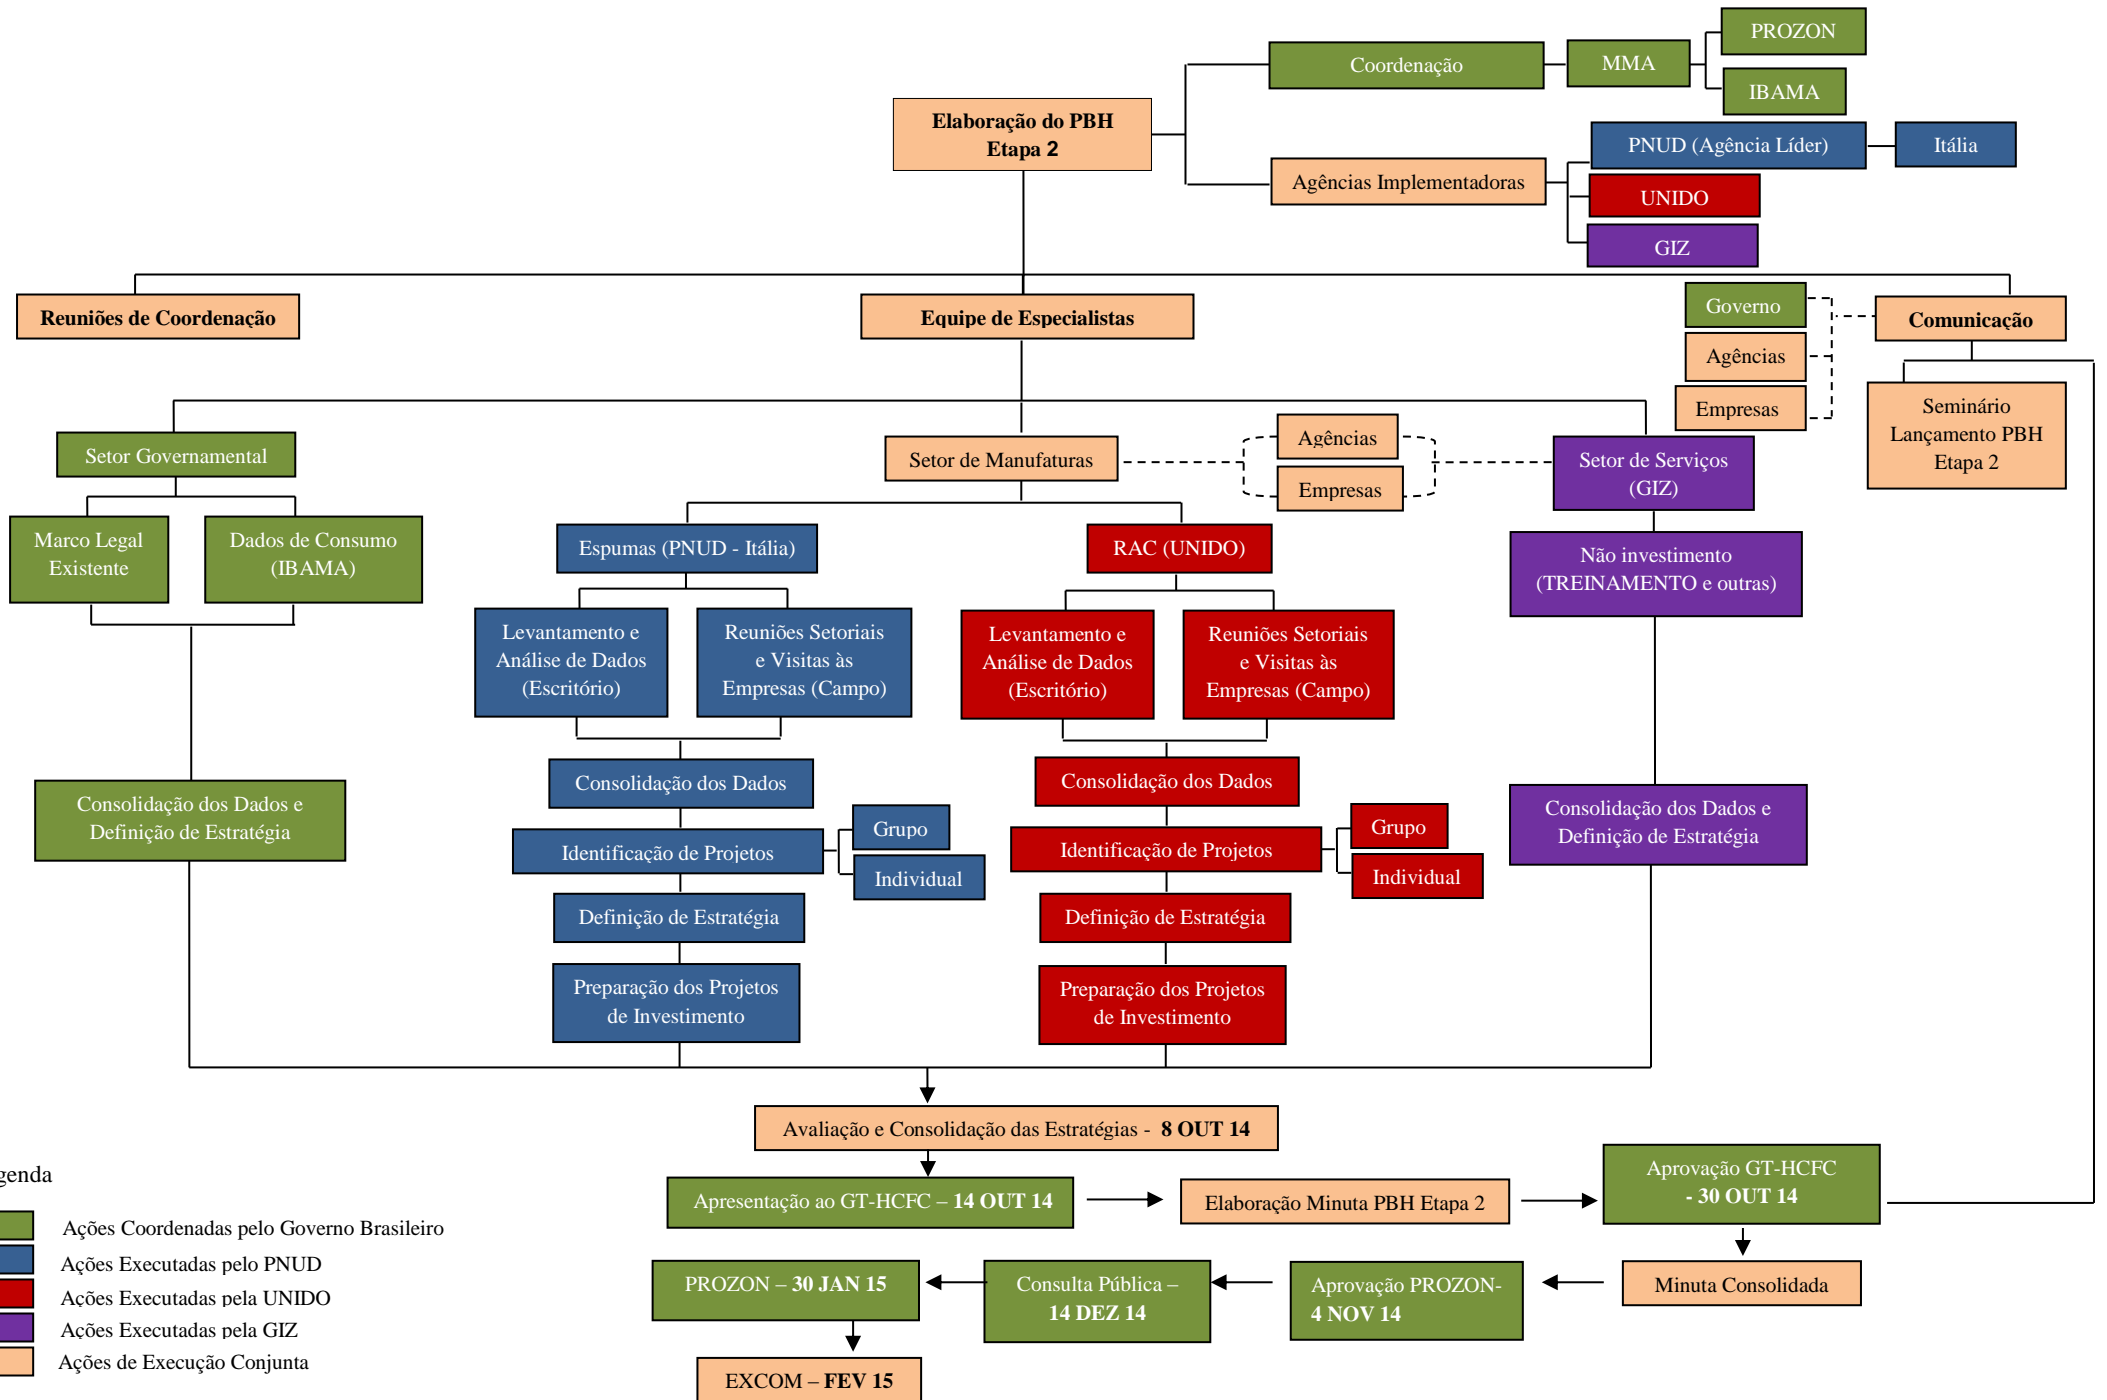 PROZON
Coordenação
MMA
IBAMA
Elaboração do PBH
Etapa 2
PNUD (Agência Líder)
Itália
Agências Implementadoras
UNIDO
GIZ
Reuniões de Coordenação
Equipe de Especialistas
Governo
Agências
Empresas
Comunicação
Seminário
Lançamento PBH
Etapa 2
Setor Governamental
Setor de Manufaturas
Agências
Empresas
Setor de Serviços
(GIZ)
Marco Legal
Existente
Dados de Consumo
(IBAMA)
Espumas (PNUD - Itália)
RAC (UNIDO)
Não investimento
(TREINAMENTO e outras)
Levantamento e
Análise de Dados
(Escritório)
Reuniões Setoriais
e Visitas às
Empresas (Campo)
Levantamento e
Análise de Dados
(Escritório)
Reuniões Setoriais
e Visitas às
Empresas (Campo)
Consolidação dos Dados e
Definição de Estratégia
Consolidação dos Dados
Consolidação dos Dados
Consolidação dos Dados e
Definição de Estratégia
Identificação de Projetos
Grupo
Individual
Identificação de Projetos
Grupo
Individual
Definição de Estratégia
Definição de Estratégia
Preparação dos Projetos
de Investimento
Preparação dos Projetos
de Investimento
Avaliação e Consolidação das Estratégias - 8 OUT 14
Apresentação ao GT-HCFC – 14 OUT 14
Elaboração Minuta PBH Etapa 2
Aprovação GT-HCFC
- 30 OUT 14
Minuta Consolidada
Aprovação PROZON-
4 NOV 14
Consulta Pública –
14 DEZ 14
PROZON – 30 JAN 15
EXCOM – FEV 15
genda
Ações Coordenadas pelo Governo Brasileiro
Ações Executadas pelo PNUD
Ações Executadas pela UNIDO
Ações Executadas pela GIZ
Ações de Execução Conjunta